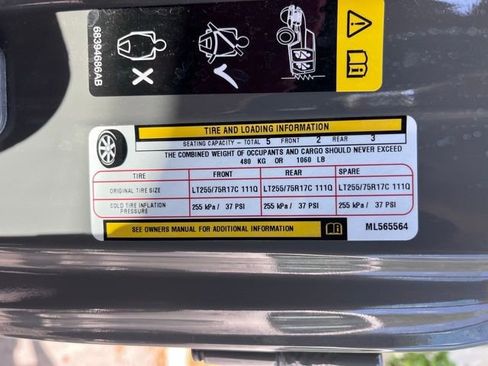 68394686AB
TIRE AND LOADING INFORMATION
SEATING CAPACITY - TOTAL 5 FRONT 2 REAR 3
THE COMBINED WEIGHT OF OCCUPANTS AND CARGO SHOULD NEVER EXCEED
480 KG OR 1060 LB
TIRE FRONT REAR SPARE
ORIGINAL TIRE SIZE LT255/75R17C 111Q LT255/75R17C 111Q LT255/75R17C 111Q
COLD TIRE INFLATION PRESSURE 255 kPa / 37 PSI 255 kPa / 37 PSI 255 kPa / 37 PSI
SEE OWNERS MANUAL FOR ADDITIONAL INFORMATION ML565564